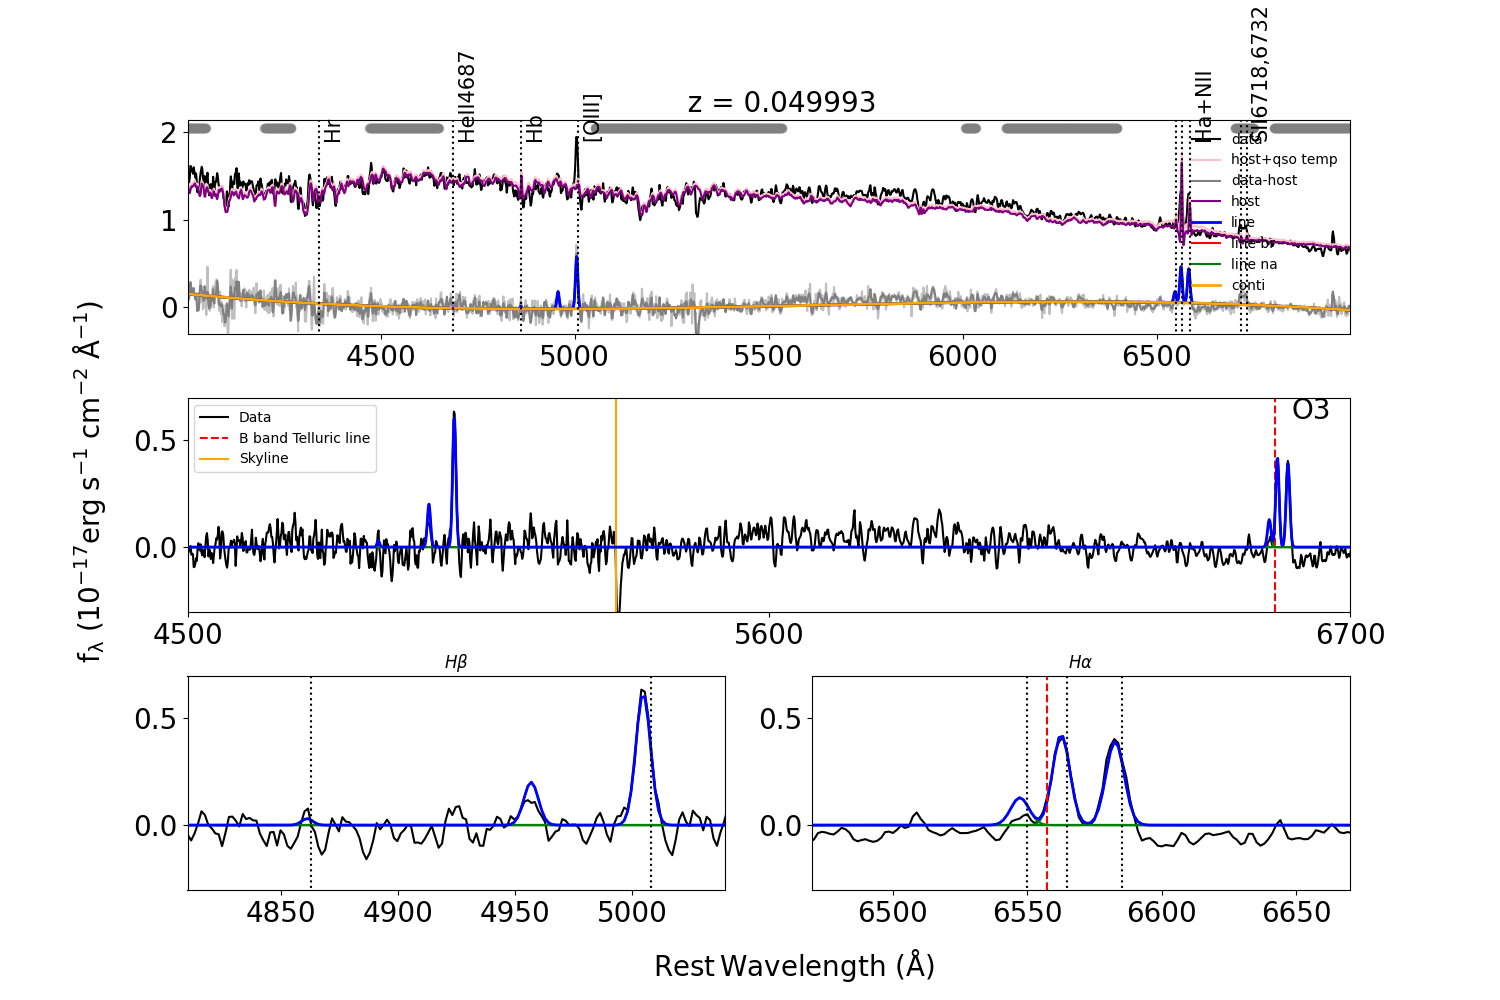 z = 0.049993
Hr
HeII4687
Hb
[OIII]
Ha+NII
SII6718,6732
data
host+qso temp
data-host
host
line
line br
line na
conti
2
1
0
4500
5000
5500
6000
6500
fλ (10⁻¹⁷erg s⁻¹ cm⁻² Å⁻¹)
Data
B band Telluric line
Skyline
O3
0.5
0.0
4500
5600
6700
Hβ
0.5
0.0
4850
4900
4950
5000
Hα
0.5
0.0
6500
6550
6600
6650
Rest Wavelength (Å)